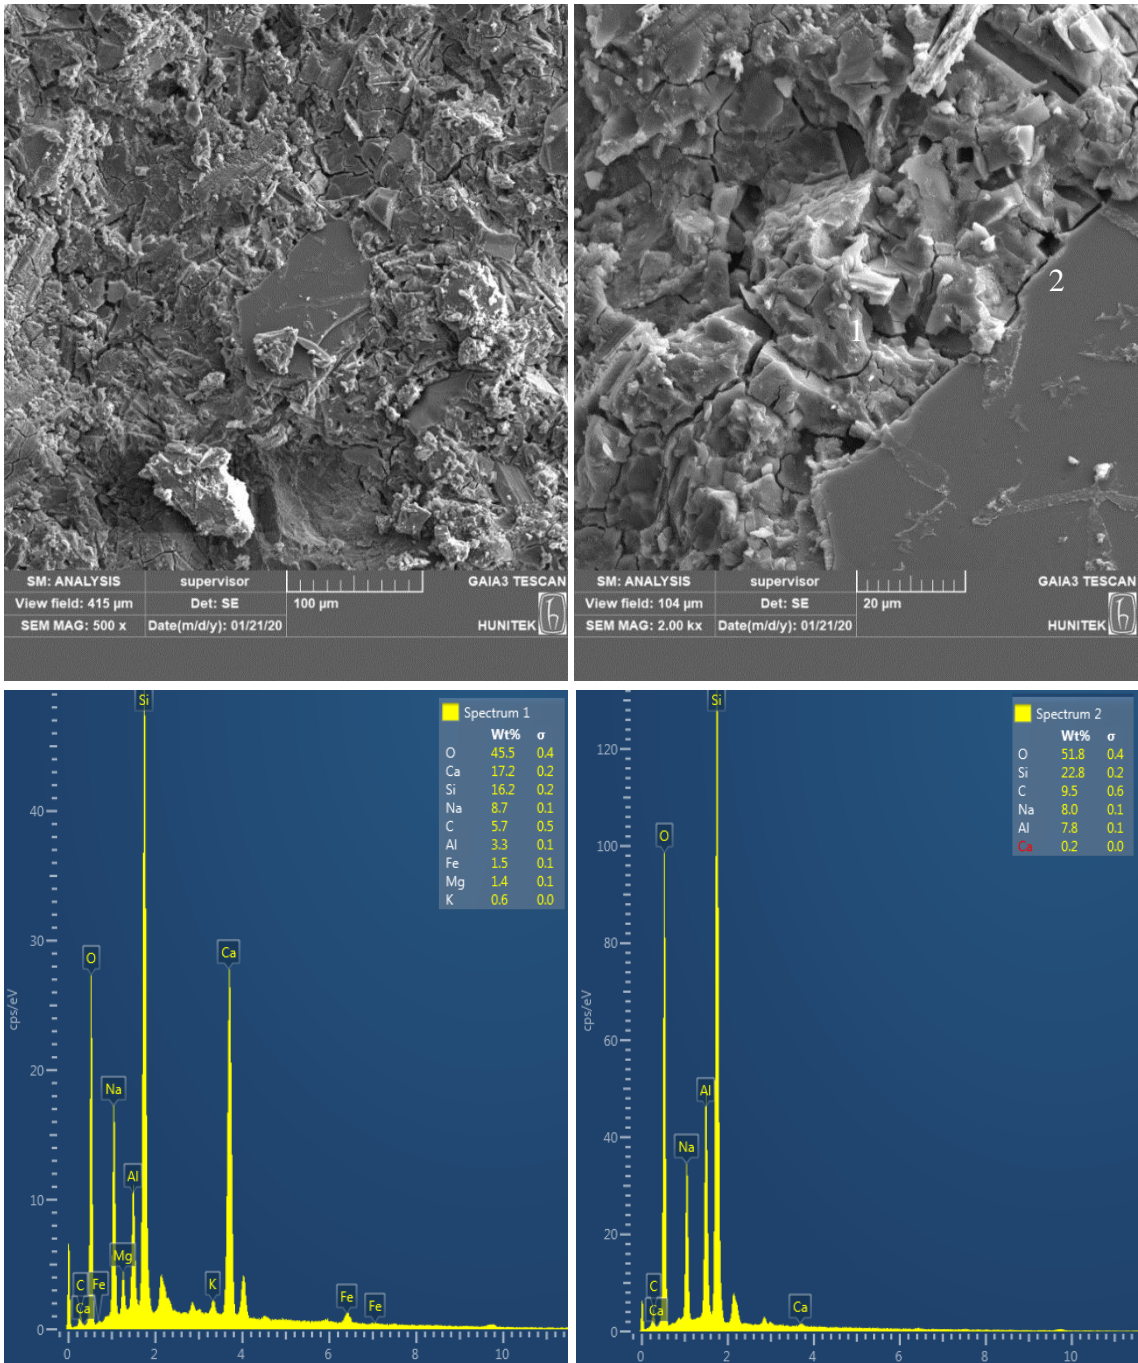 1
2
SM: ANALYSIS supervisor GAIA3 TESCAN
View field: 415 µm Det: SE 100 µm
SEM MAG: 500 x Date(m/d/y): 01/21/20 HUNITEK
SM: ANALYSIS supervisor GAIA3 TESCAN
View field: 104 µm Det: SE 20 µm
SEM MAG: 2.00 kx Date(m/d/y): 01/21/20 HUNITEK
Spectrum 1
Wt% σ
O 45.5 0.4
Ca 17.2 0.2
Si 16.2 0.2
Na 8.7 0.1
C 5.7 0.5
Al 3.3 0.1
Fe 1.5 0.1
Mg 1.4 0.1
K 0.6 0.0
Si
O
Ca
Na
Al
Mg
C
Fe
Ca
K
Fe
Fe
cps/eV
40
30
20
10
0
0 2 4 6 8 10
Spectrum 2
Wt% σ
O 51.8 0.4
Si 22.8 0.2
C 9.5 0.6
Na 8.0 0.1
Al 7.8 0.1
Ca 0.2 0.0
Si
O
Al
Na
C
Ca
Ca
cps/eV
120
100
80
60
40
20
0
0 2 4 6 8 10